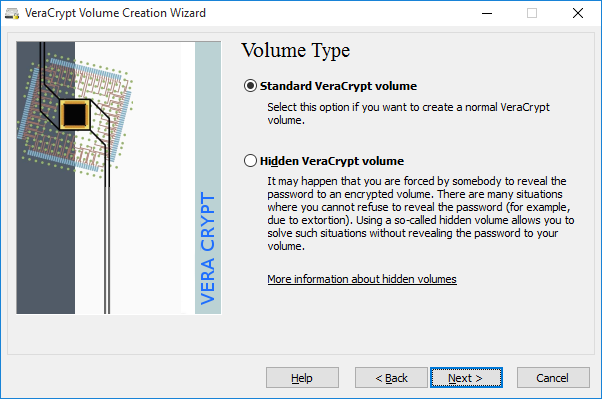 VeraCrypt Volume Creation Wizard
Volume Type
Standard VeraCrypt volume
Select this option if you want to create a normal VeraCrypt
volume.
Hidden VeraCrypt volume
It may happen that you are forced by somebody to reveal the
password to an encrypted volume. There are many situations
where you cannot refuse to reveal the password (for example,
due to extortion). Using a so-called hidden volume allows you to
solve such situations without revealing the password to your
volume.
More information about hidden volumes
VERA CRYPT
Help
< Back
Next >
Cancel